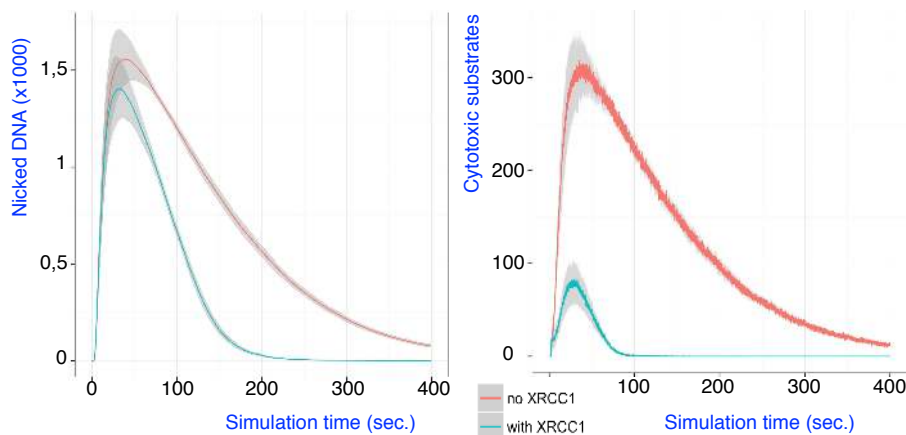 Nicked DNA (x1000)
1,5
1
0,5
0
0
100
200
300
400
Simulation time (sec.)
Cytotoxic substrates
300
200
100
0
100
200
300
400
Simulation time (sec.)
no XRCC1
with XRCC1